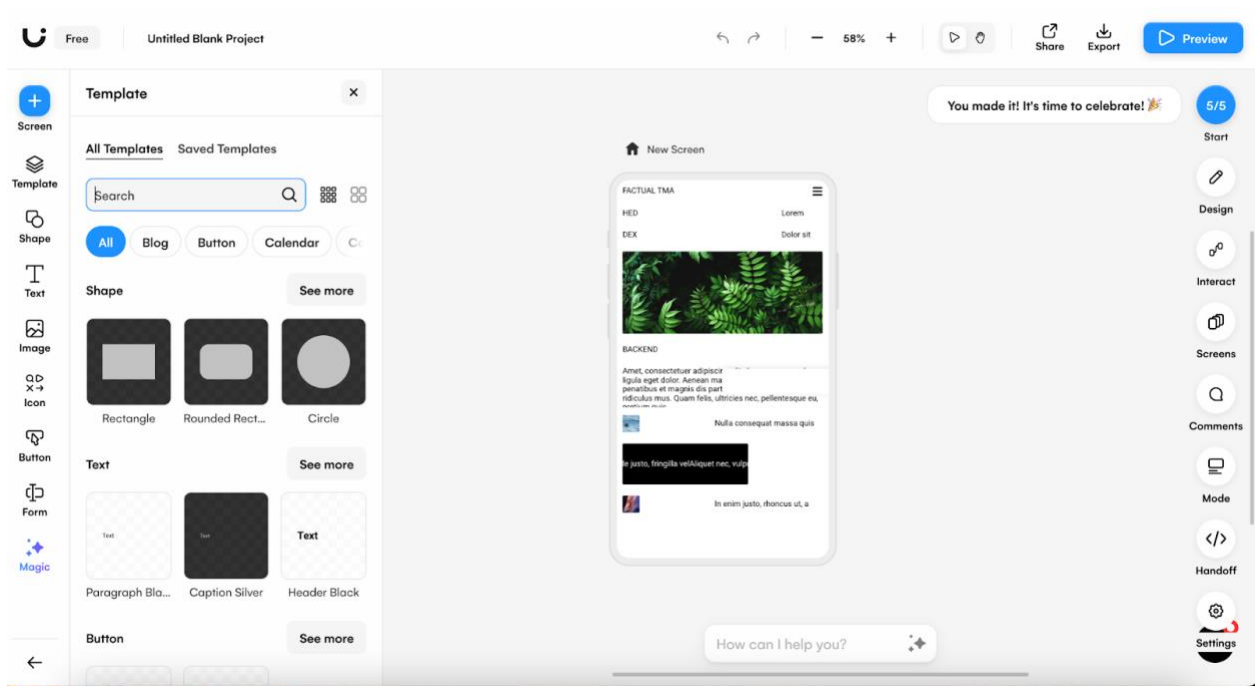 Free
Untitled Blank Project
58%
Share
Export
Preview
Screen
Template
Shape
Text
Image
Icon
Button
Form
Magic
Template
All Templates
Saved Templates
Search
All
Blog
Button
Calendar
Shape
See more
Rectangle
Rounded Rect...
Circle
Text
See more
Text
Text
Text
Paragraph Bla...
Caption Silver
Header Black
Button
See more
New Screen
FACTUAL TMA
HED
Lorem
DEX
Dolor sit
BACKEND
Amet, consectetuer adipiscir
ligula eget dolor. Aenean ma
penatibus et magnis dis part
ridiculus mus. Quam felis, ultricies nec, pellentesque eu,
Nulla consequat massa quis
le justo, fringilla velAliquet nec, vulp
In enim justo, rhoncus ut, a
How can I help you?
You made it! It's time to celebrate! 🎉
5/5
Start
Design
Interact
Screens
Comments
Mode
Handoff
Settings